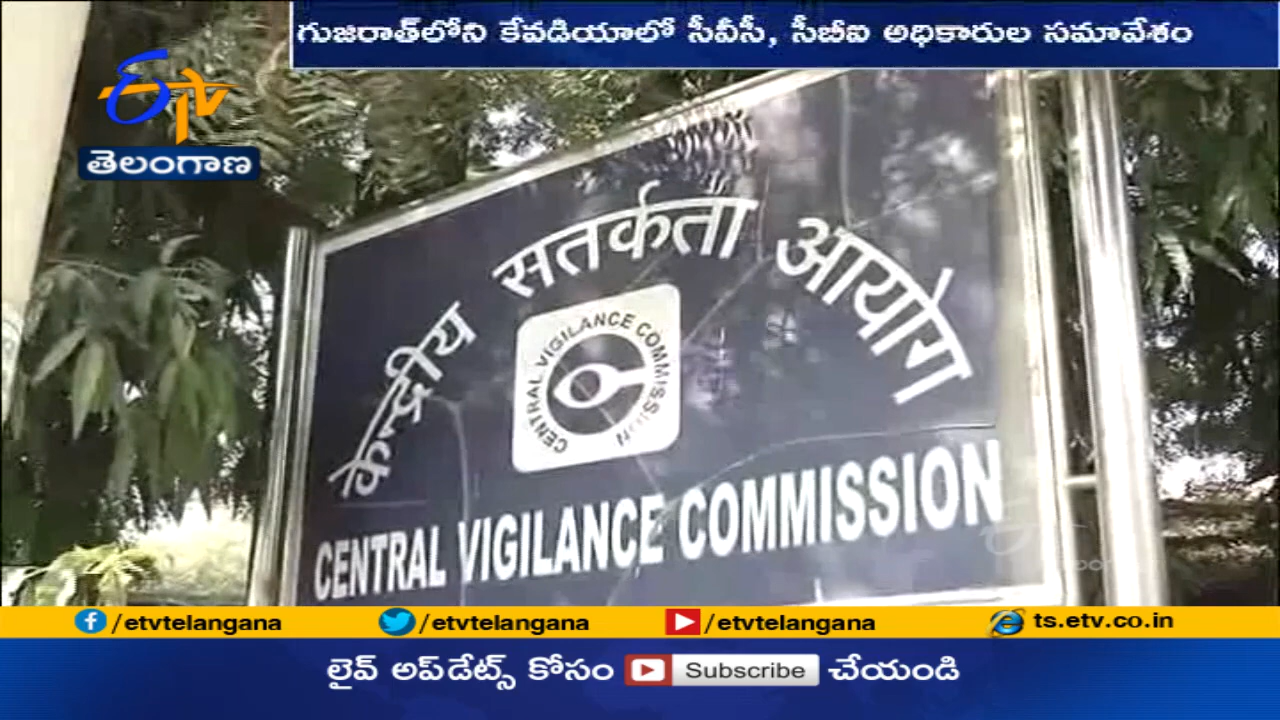 గుజరాత్‌లోని కేవడియాలో సీవీసీ, సీబీఐ అధికారుల సమావేశం
ETV
తెలంగాణ
केन्द्रीय सतर्कता आयोग
CENTRAL VIGILANCE COMMISSION
CENTRAL VIGILANCE COMMISSION
/etvtelangana
/etvtelangana
/etvtelangana
ts.etv.co.in
లైవ్ అప్‌డేట్స్ కోసం Subscribe చేయండి